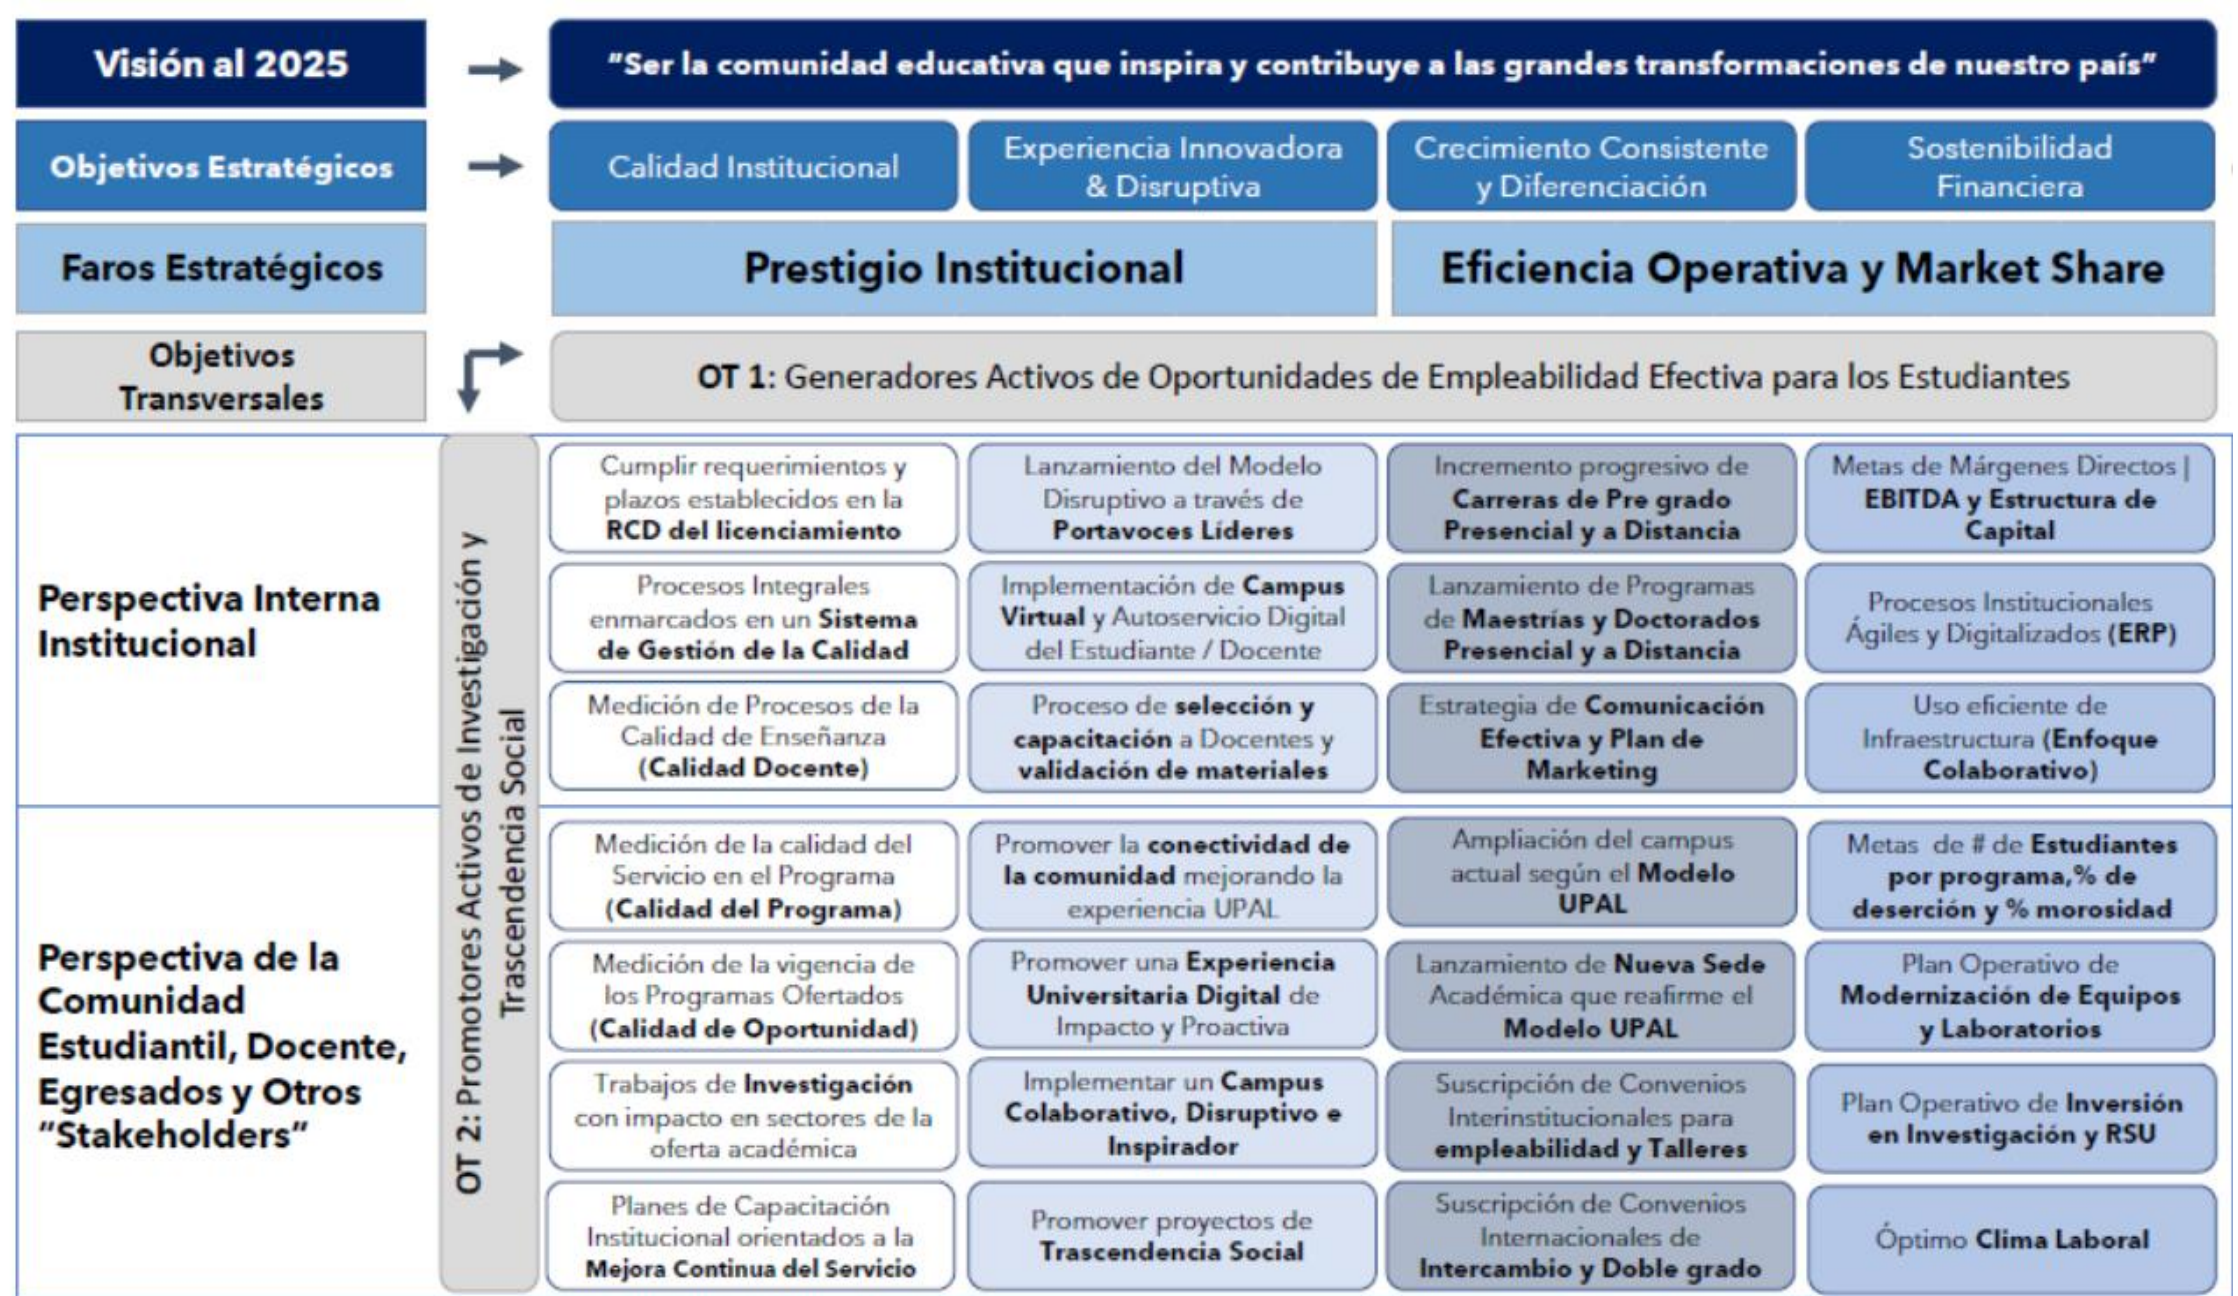 Visión al 2025
"Ser la comunidad educativa que inspira y contribuye a las grandes transformaciones de nuestro país"
Objetivos Estratégicos
Calidad Institucional
Experiencia Innovadora
& Disruptiva
Crecimiento Consistente
y Diferenciación
Sostenibilidad
Financiera
Faros Estratégicos
Prestigio Institucional
Eficiencia Operativa y Market Share
Objetivos
Transversales
OT 1: Generadores Activos de Oportunidades de Empleabilidad Efectiva para los Estudiantes
OT 2: Promotores Activos de Investigación y
Trascendencia Social
Perspectiva Interna
Institucional
Cumplir requerimientos y
plazos establecidos en la
RCD del licenciamiento
Lanzamiento del Modelo
Disruptivo a través de
Portavoces Líderes
Incremento progresivo de
Carreras de Pre grado
Presencial y a Distancia
Metas de Márgenes Directos |
EBITDA y Estructura de
Capital
Procesos Integrales
enmarcados en un Sistema
de Gestión de la Calidad
Implementación de Campus
Virtual y Autoservicio Digital
del Estudiante / Docente
Lanzamiento de Programas
de Maestrías y Doctorados
Presencial y a Distancia
Procesos Institucionales
Ágiles y Digitalizados (ERP)
Medición de Procesos de la
Calidad de Enseñanza
(Calidad Docente)
Proceso de selección y
capacitación a Docentes y
validación de materiales
Estrategia de Comunicación
Efectiva y Plan de
Marketing
Uso eficiente de
Infraestructura (Enfoque
Colaborativo)
Perspectiva de la
Comunidad
Estudiantil, Docente,
Egresados y Otros
"Stakeholders"
Medición de la calidad del
Servicio en el Programa
(Calidad del Programa)
Promover la conectividad de
la comunidad mejorando la
experiencia UPAL
Ampliación del campus
actual según el Modelo
UPAL
Metas de # de Estudiantes
por programa,% de
deserción y % morosidad
Medición de la vigencia de
los Programas Ofertados
(Calidad de Oportunidad)
Promover una Experiencia
Universitaria Digital de
Impacto y Proactiva
Lanzamiento de Nueva Sede
Académica que reafirme el
Modelo UPAL
Plan Operativo de
Modernización de Equipos
y Laboratorios
Trabajos de Investigación
con impacto en sectores de la
oferta académica
Implementar un Campus
Colaborativo, Disruptivo e
Inspirador
Suscripción de Convenios
Interinstitucionales para
empleabilidad y Talleres
Plan Operativo de Inversión
en Investigación y RSU
Planes de Capacitación
Institucional orientados a la
Mejora Continua del Servicio
Promover proyectos de
Trascendencia Social
Suscripción de Convenios
Internacionales de
Intercambio y Doble grado
Óptimo Clima Laboral